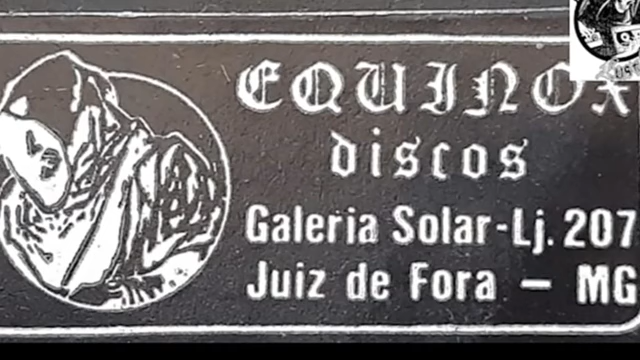 EQUINOX
discos
Galeria Solar-Lj. 207
Juiz de Fora - MG